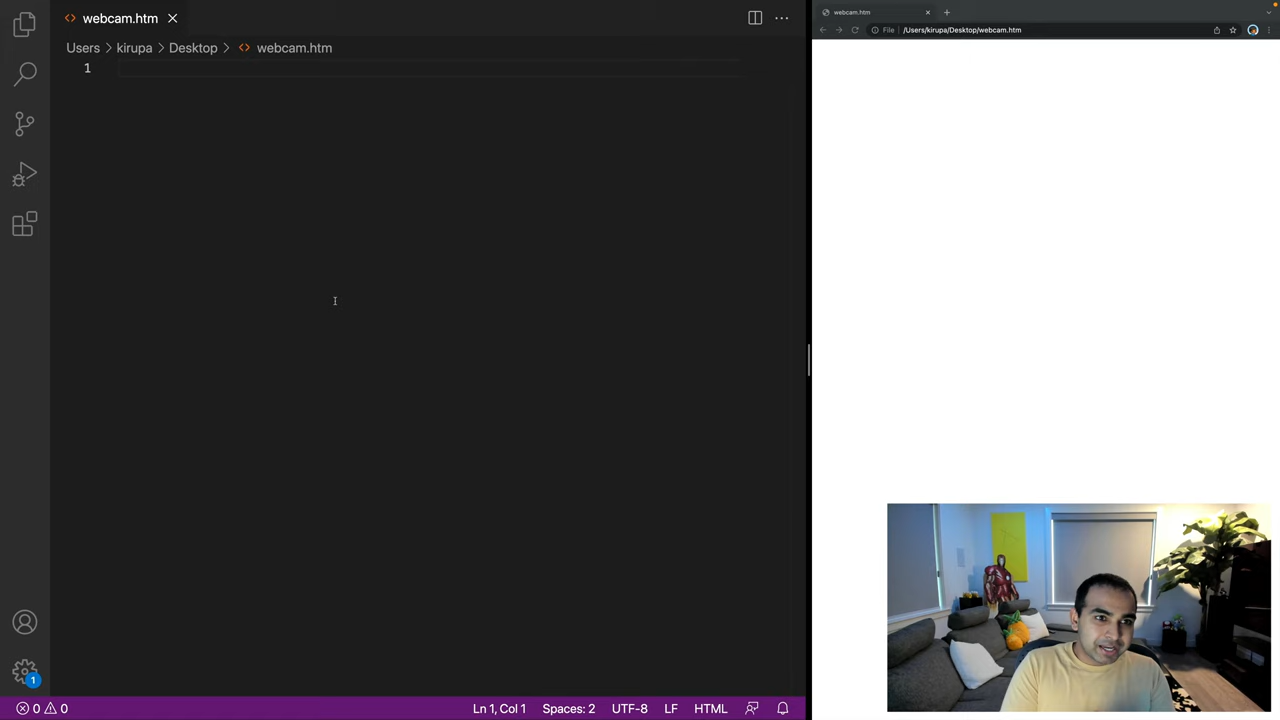 webcam.htm
Users > kirupa > Desktop > webcam.htm
1
1
0 0
Ln 1, Col 1
Spaces: 2
UTF-8
LF
HTML
webcam.htm
File
/Users/kirupa/Desktop/webcam.htm